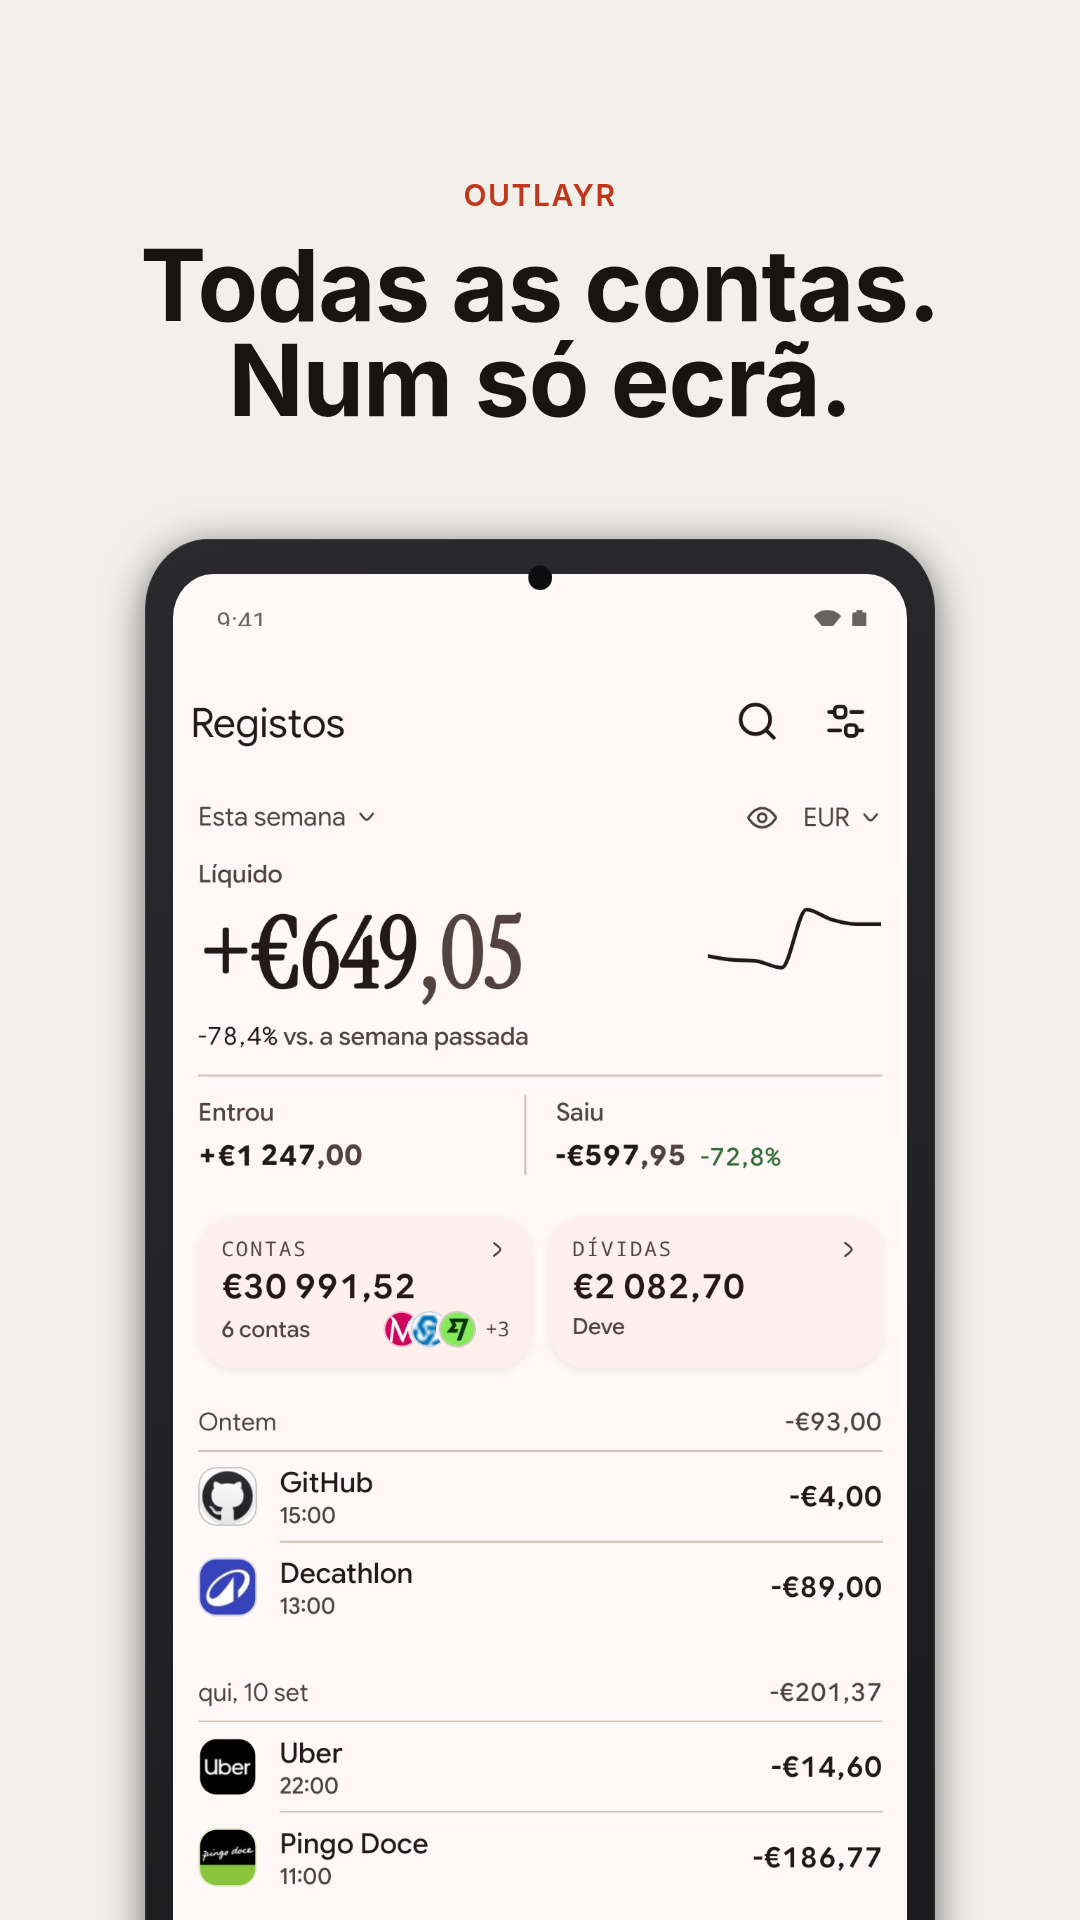 OUTLAYR
Todas as contas.
Num só ecrã.
9:41
Registos
Esta semana
EUR
Líquido
+€649,05
-78,4% vs. a semana passada
Entrou
Saiu
+€1 247,00
-€597,95 -72,8%
CONTAS
€30 991,52
6 contas
+3
DÍVIDAS
€2 082,70
Deve
Ontem
-€93,00
GitHub
15:00
-€4,00
Decathlon
13:00
-€89,00
qui, 10 set
-€201,37
Uber
Uber
22:00
-€14,60
pingo doce
Pingo Doce
11:00
-€186,77